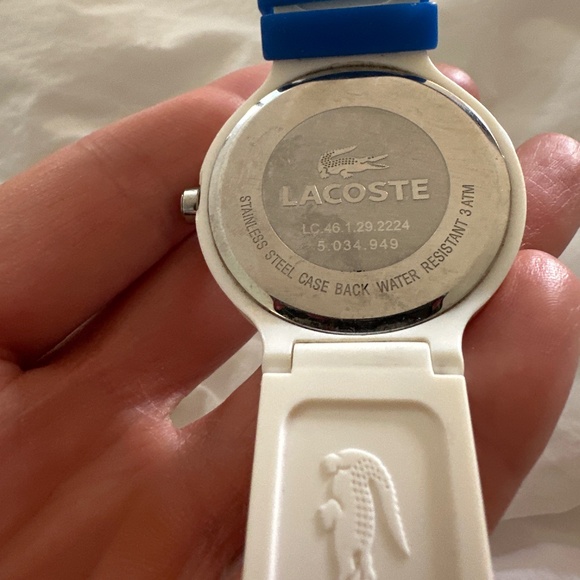 LACOSTE
LC.46.1.29.2224
5.034.949
STAINLESS STEEL CASE BACK WATER RESISTANT 3 ATM